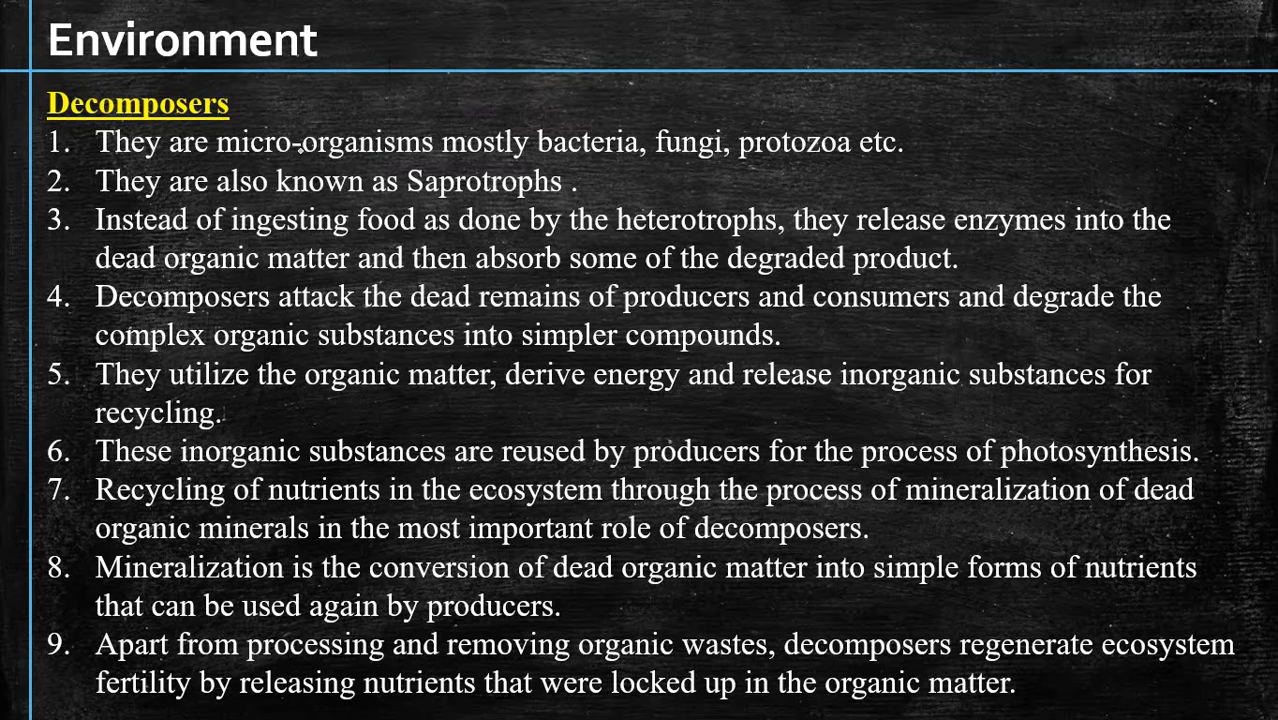 Environment
Decomposers
1. They are micro-organisms mostly bacteria, fungi, protozoa etc.
2. They are also known as Saprotrophs .
3. Instead of ingesting food as done by the heterotrophs, they release enzymes into the
dead organic matter and then absorb some of the degraded product.
4. Decomposers attack the dead remains of producers and consumers and degrade the
complex organic substances into simpler compounds.
5. They utilize the organic matter, derive energy and release inorganic substances for
recycling.
6. These inorganic substances are reused by producers for the process of photosynthesis.
7. Recycling of nutrients in the ecosystem through the process of mineralization of dead
organic minerals in the most important role of decomposers.
8. Mineralization is the conversion of dead organic matter into simple forms of nutrients
that can be used again by producers.
9. Apart from processing and removing organic wastes, decomposers regenerate ecosystem
fertility by releasing nutrients that were locked up in the organic matter.